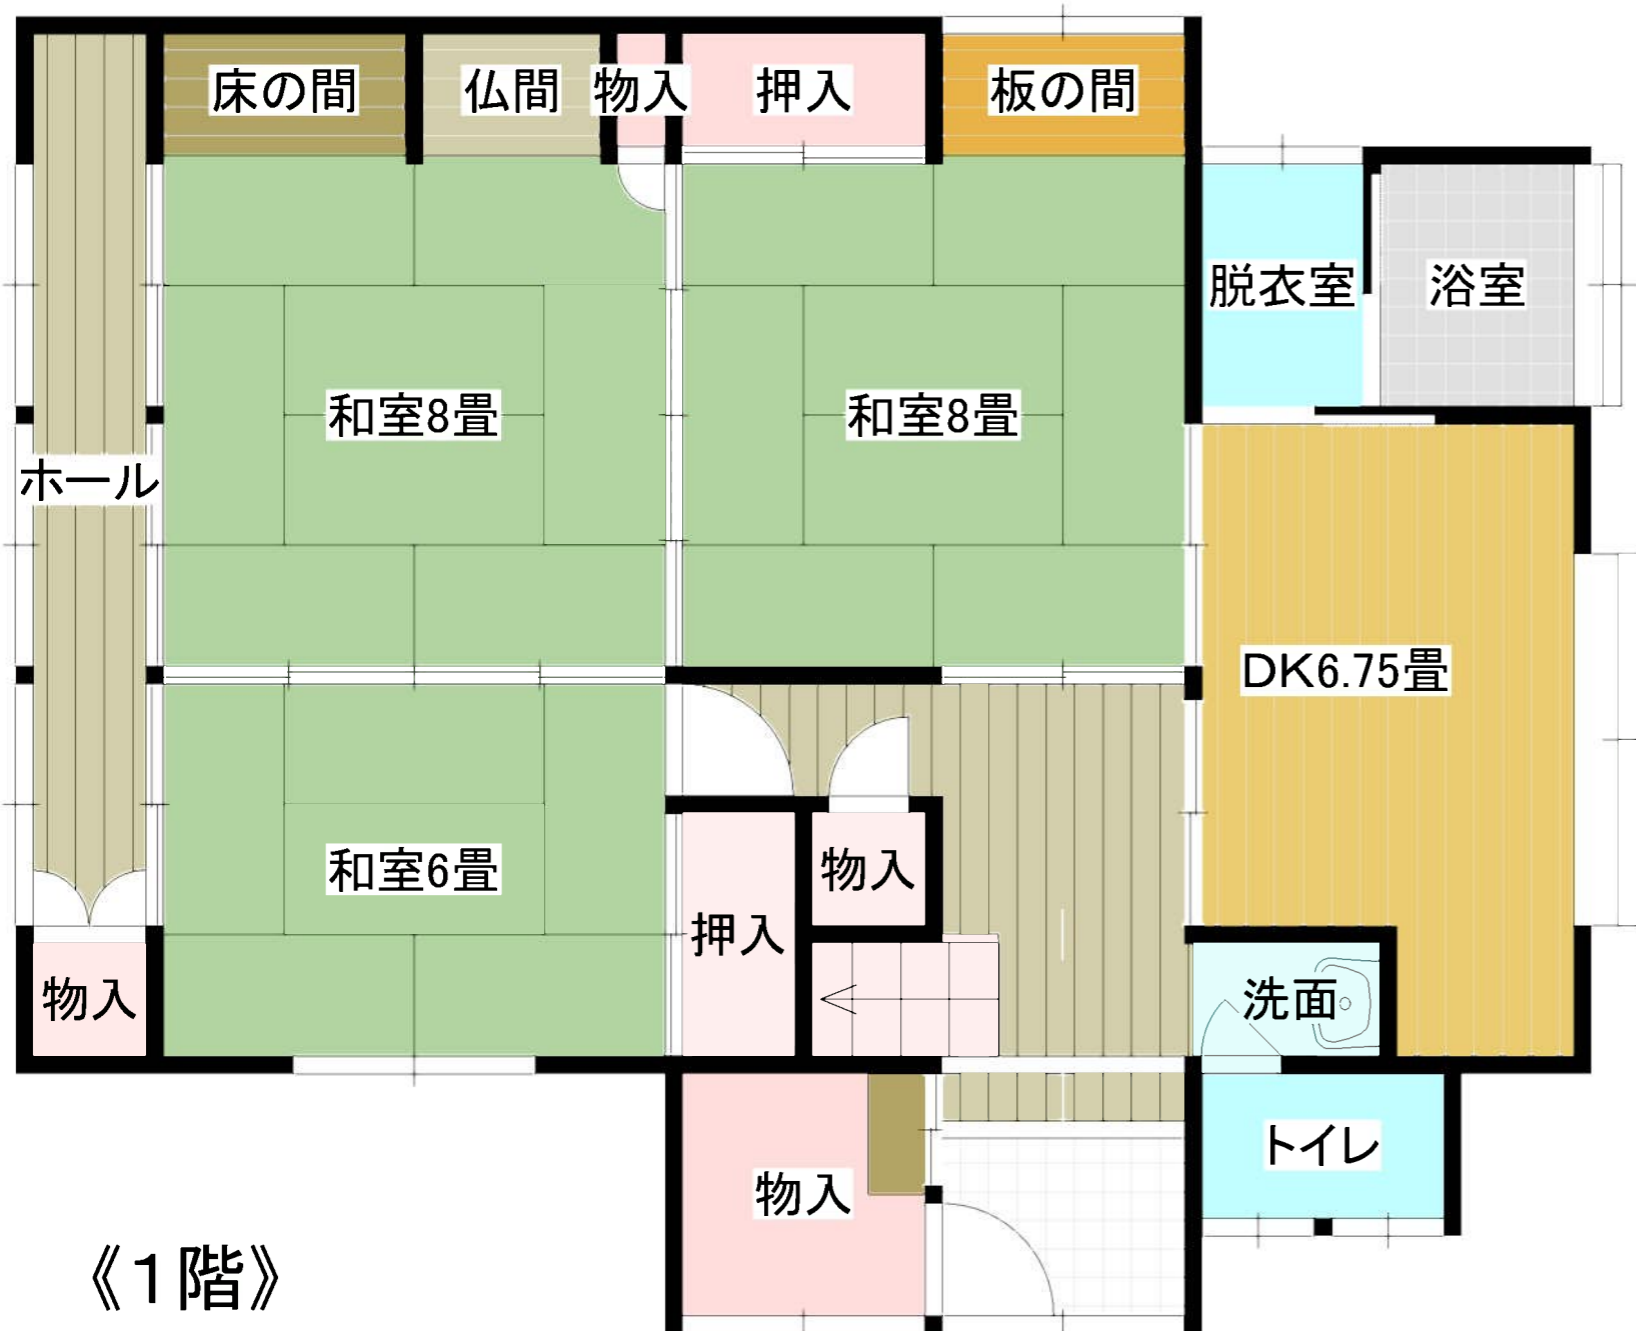 床の間
仏間
物入
押入
板の間
脱衣室
浴室
和室8畳
和室8畳
ホール
DK6.75畳
和室6畳
物入
押入
物入
洗面
トイレ
物入
《1階》